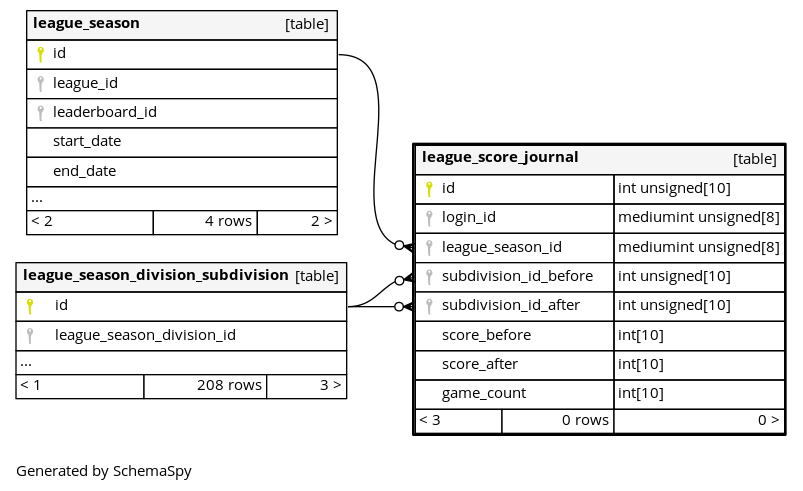 league_season [table]
id
league_id
leaderboard_id
start_date
end_date
...
< 2 4 rows 2 >
league_season_division_subdivision [table]
id
league_season_division_id
...
< 1 208 rows 3 >
league_score_journal [table]
id int unsigned[10]
login_id mediumint unsigned[8]
league_season_id mediumint unsigned[8]
subdivision_id_before int unsigned[10]
subdivision_id_after int unsigned[10]
score_before int[10]
score_after int[10]
game_count int[10]
< 3 0 rows 0 >
Generated by SchemaSpy